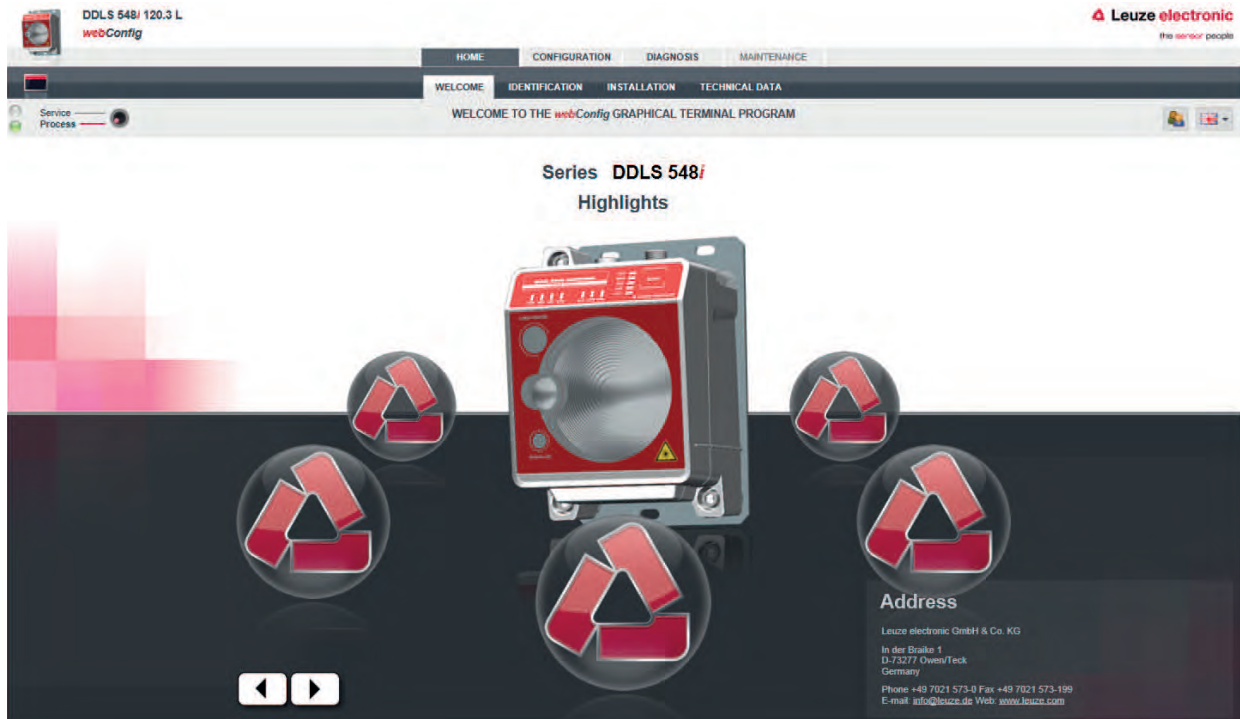 DDLS 548i 120.3 L
webConfig
Leuze electronic
the sensor people
HOME CONFIGURATION DIAGNOSIS MAINTENANCE
WELCOME IDENTIFICATION INSTALLATION TECHNICAL DATA
Service
Process
WELCOME TO THE webConfig GRAPHICAL TERMINAL PROGRAM
Series DDLS 548i
Highlights
Address
Leuze electronic GmbH & Co. KG
In der Braike 1
D-73277 Owen/Teck
Germany
Phone +49 7021 573-0 Fax +49 7021 573-199
E-mail: info@leuze.de Web: www.leuze.com